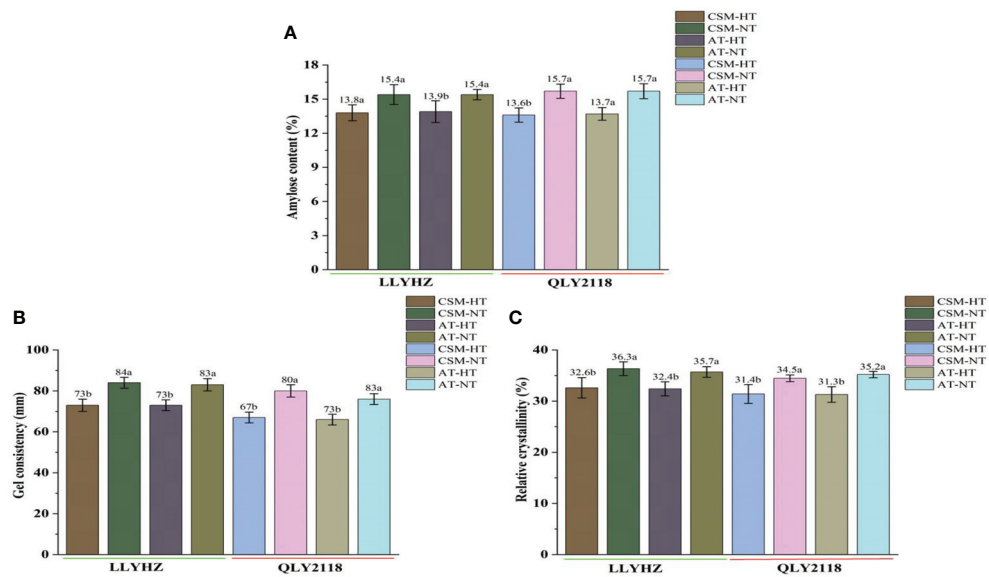 A
CSM-HT
CSM-NT
AT-HT
AT-NT
CSM-HT
CSM-NT
AT-HT
AT-NT
Amylose content (%)
18
15
12
9
6
3
0
13.8a
15.4a
13.9b
15.4a
13.6b
15.7a
13.7a
15.7a
LLYHZ
QLY2118
B
CSM-HT
CSM-NT
AT-HT
AT-NT
CSM-HT
CSM-NT
AT-HT
AT-NT
Gel consistency (mm)
100
80
60
40
20
0
73b
84a
73b
83a
67b
80a
73b
83a
LLYHZ
QLY2118
C
CSM-HT
CSM-NT
AT-HT
AT-NT
CSM-HT
CSM-NT
AT-HT
AT-NT
Relative crystallinity (%)
40
30
20
10
0
32.6b
36.3a
32.4b
35.7a
31.4b
34.5a
31.3b
35.2a
LLYHZ
QLY2118